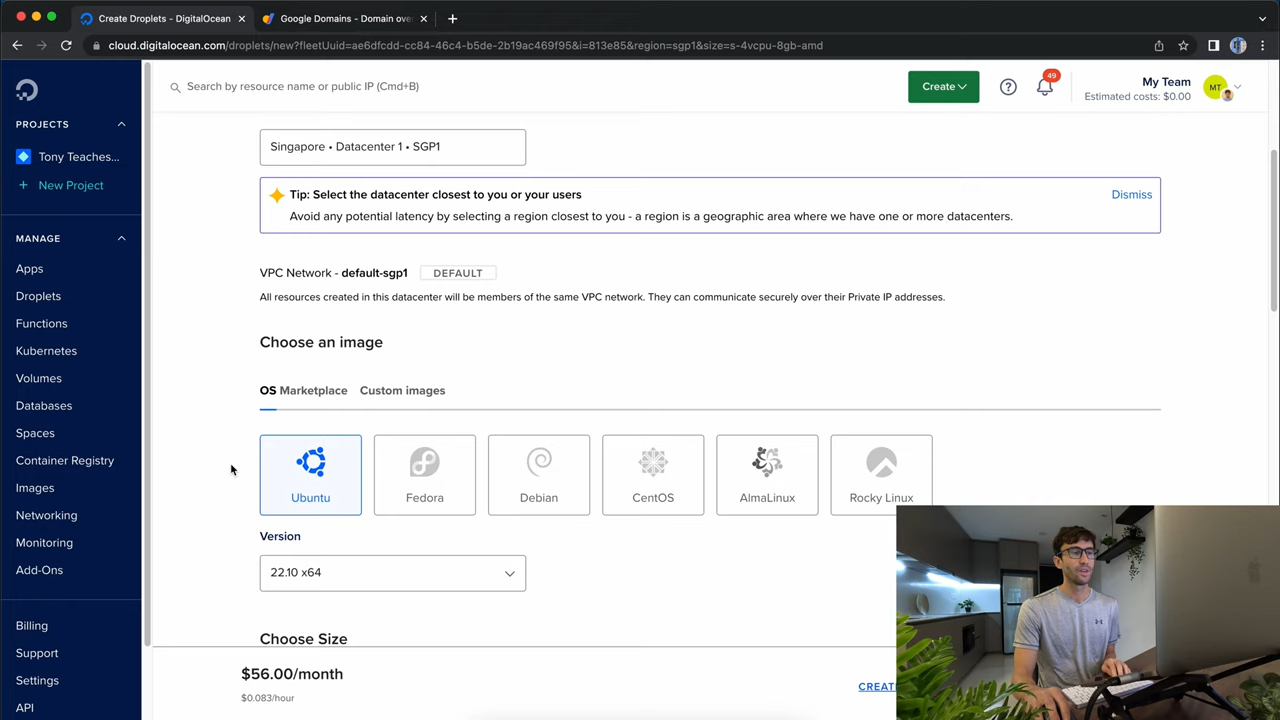 Create Droplets - DigitalOcean
Google Domains - Domain over
cloud.digitalocean.com/droplets/new?fleetUuid=ae6dfcdd-cc84-46c4-b5de-2b19ac469f95&i=813e85&region=sgp1&size=s-4vcpu-8gb-amd
Search by resource name or public IP (Cmd+B)
Create
49
My Team
Estimated costs: $0.00
MT
PROJECTS
Tony Teaches...
+ New Project
MANAGE
Apps
Droplets
Functions
Kubernetes
Volumes
Databases
Spaces
Container Registry
Images
Networking
Monitoring
Add-Ons
Billing
Support
Settings
API
Singapore • Datacenter 1 • SGP1
Tip: Select the datacenter closest to you or your users
Dismiss
Avoid any potential latency by selecting a region closest to you - a region is a geographic area where we have one or more datacenters.
VPC Network - default-sgp1 DEFAULT
All resources created in this datacenter will be members of the same VPC network. They can communicate securely over their Private IP addresses.
Choose an image
OS Marketplace Custom images
Ubuntu
Fedora
Debian
CentOS
AlmaLinux
Rocky Linux
Version
22.10 x64
Choose Size
$56.00/month
$0.083/hour
CREAT